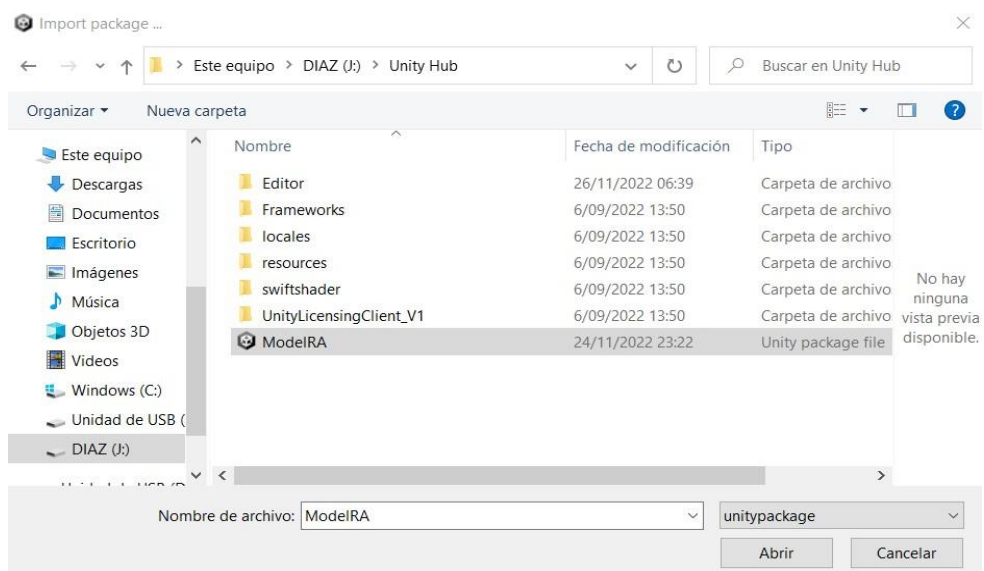 Import package ...
Este equipo > DIAZ (J:) > Unity Hub
Buscar en Unity Hub
Organizar
Nueva carpeta
?
Nombre
Fecha de modificación
Tipo
Este equipo
Descargas
Documentos
Escritorio
Imágenes
Música
Objetos 3D
Videos
Windows (C:)
Unidad de USB (
DIAZ (J:)
Editor 26/11/2022 06:39 Carpeta de archivo
Frameworks 6/09/2022 13:50 Carpeta de archivo
locales 6/09/2022 13:50 Carpeta de archivo
resources 6/09/2022 13:50 Carpeta de archivo
swiftshader 6/09/2022 13:50 Carpeta de archivo
UnityLicensingClient_V1 6/09/2022 13:50 Carpeta de archivo
ModelRA 24/11/2022 23:22 Unity package file
No hay
ninguna
vista previa
disponible.
Nombre de archivo: ModelRA
unitypackage
Abrir
Cancelar